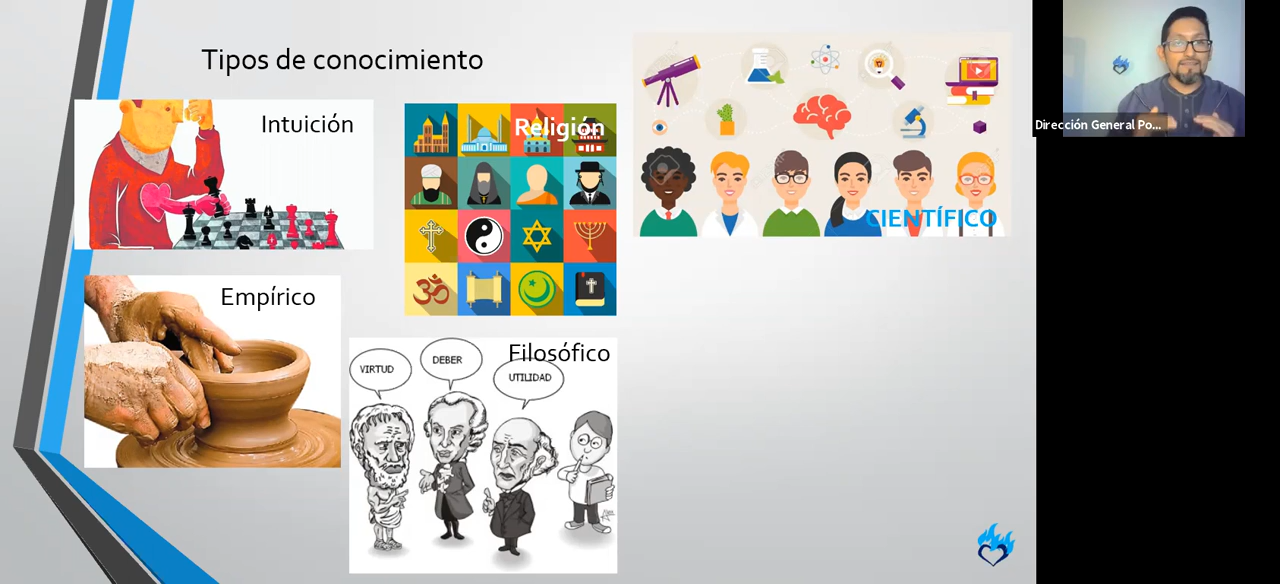 Tipos de conocimiento
Intuición
Religión
CIENTÍFICO
Empírico
Filosófico
VIRTUD
DEBER
UTILIDAD
Dirección General Po...